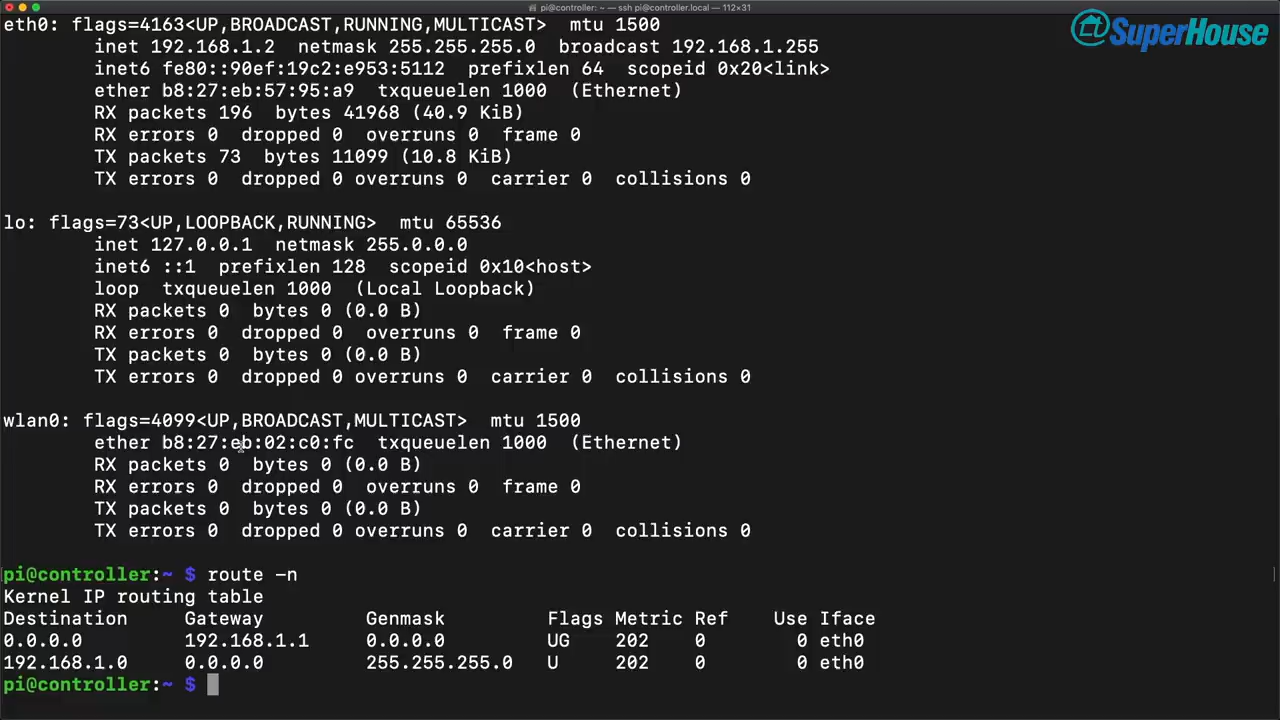 pi@controller: ~ — ssh pi@controller.local — 112×31
SuperHouse
eth0: flags=4163<UP,BROADCAST,RUNNING,MULTICAST>  mtu 1500
        inet 192.168.1.2  netmask 255.255.255.0  broadcast 192.168.1.255
        inet6 fe80::90ef:19c2:e953:5112  prefixlen 64  scopeid 0x20<link>
        ether b8:27:eb:57:95:a9  txqueuelen 1000  (Ethernet)
        RX packets 196  bytes 41968 (40.9 KiB)
        RX errors 0  dropped 0  overruns 0  frame 0
        TX packets 73  bytes 11099 (10.8 KiB)
        TX errors 0  dropped 0 overruns 0  carrier 0  collisions 0
lo: flags=73<UP,LOOPBACK,RUNNING>  mtu 65536
        inet 127.0.0.1  netmask 255.0.0.0
        inet6 ::1  prefixlen 128  scopeid 0x10<host>
        loop  txqueuelen 1000  (Local Loopback)
        RX packets 0  bytes 0 (0.0 B)
        RX errors 0  dropped 0  overruns 0  frame 0
        TX packets 0  bytes 0 (0.0 B)
        TX errors 0  dropped 0 overruns 0  carrier 0  collisions 0
wlan0: flags=4099<UP,BROADCAST,MULTICAST>  mtu 1500
        ether b8:27:eb:02:c0:fc  txqueuelen 1000  (Ethernet)
        RX packets 0  bytes 0 (0.0 B)
        RX errors 0  dropped 0  overruns 0  frame 0
        TX packets 0  bytes 0 (0.0 B)
        TX errors 0  dropped 0 overruns 0  carrier 0  collisions 0
pi@controller:~ $ route -n
Kernel IP routing table
Destination     Gateway         Genmask         Flags Metric Ref    Use Iface
0.0.0.0         192.168.1.1     0.0.0.0         UG    202    0        0 eth0
192.168.1.0     0.0.0.0         255.255.255.0   U     202    0        0 eth0
pi@controller:~ $